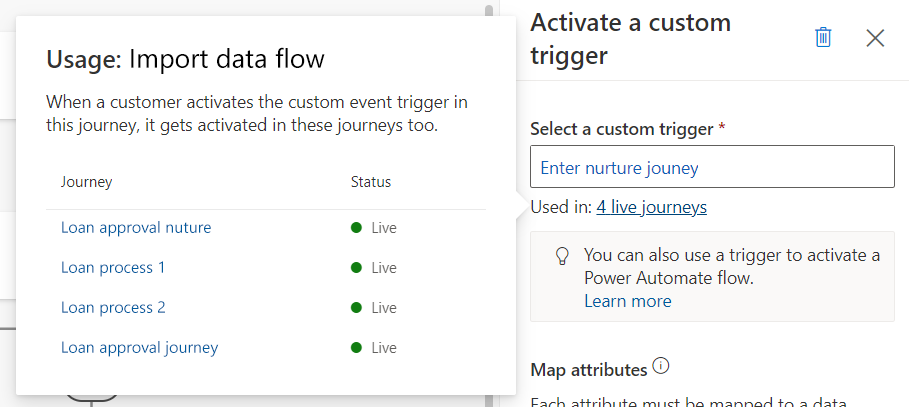 Usage: Import data flow
When a customer activates the custom event trigger in
this journey, it gets activated in these journeys too.
Journey Status
Loan approval nuture Live
Loan process 1 Live
Loan process 2 Live
Loan approval journey Live
Activate a custom
trigger
Select a custom trigger *
Enter nurture jouney
Used in: 4 live journeys
You can also use a trigger to activate a
Power Automate flow.
Learn more
Map attributes
Each attribute must be mapped to a data